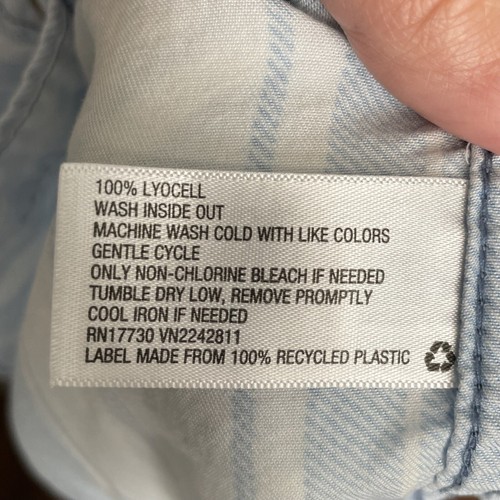 100% LYOCELL
WASH INSIDE OUT
MACHINE WASH COLD WITH LIKE COLORS
GENTLE CYCLE
ONLY NON-CHLORINE BLEACH IF NEEDED
TUMBLE DRY LOW, REMOVE PROMPTLY
COOL IRON IF NEEDED
RN17730 VN2242811
LABEL MADE FROM 100% RECYCLED PLASTIC